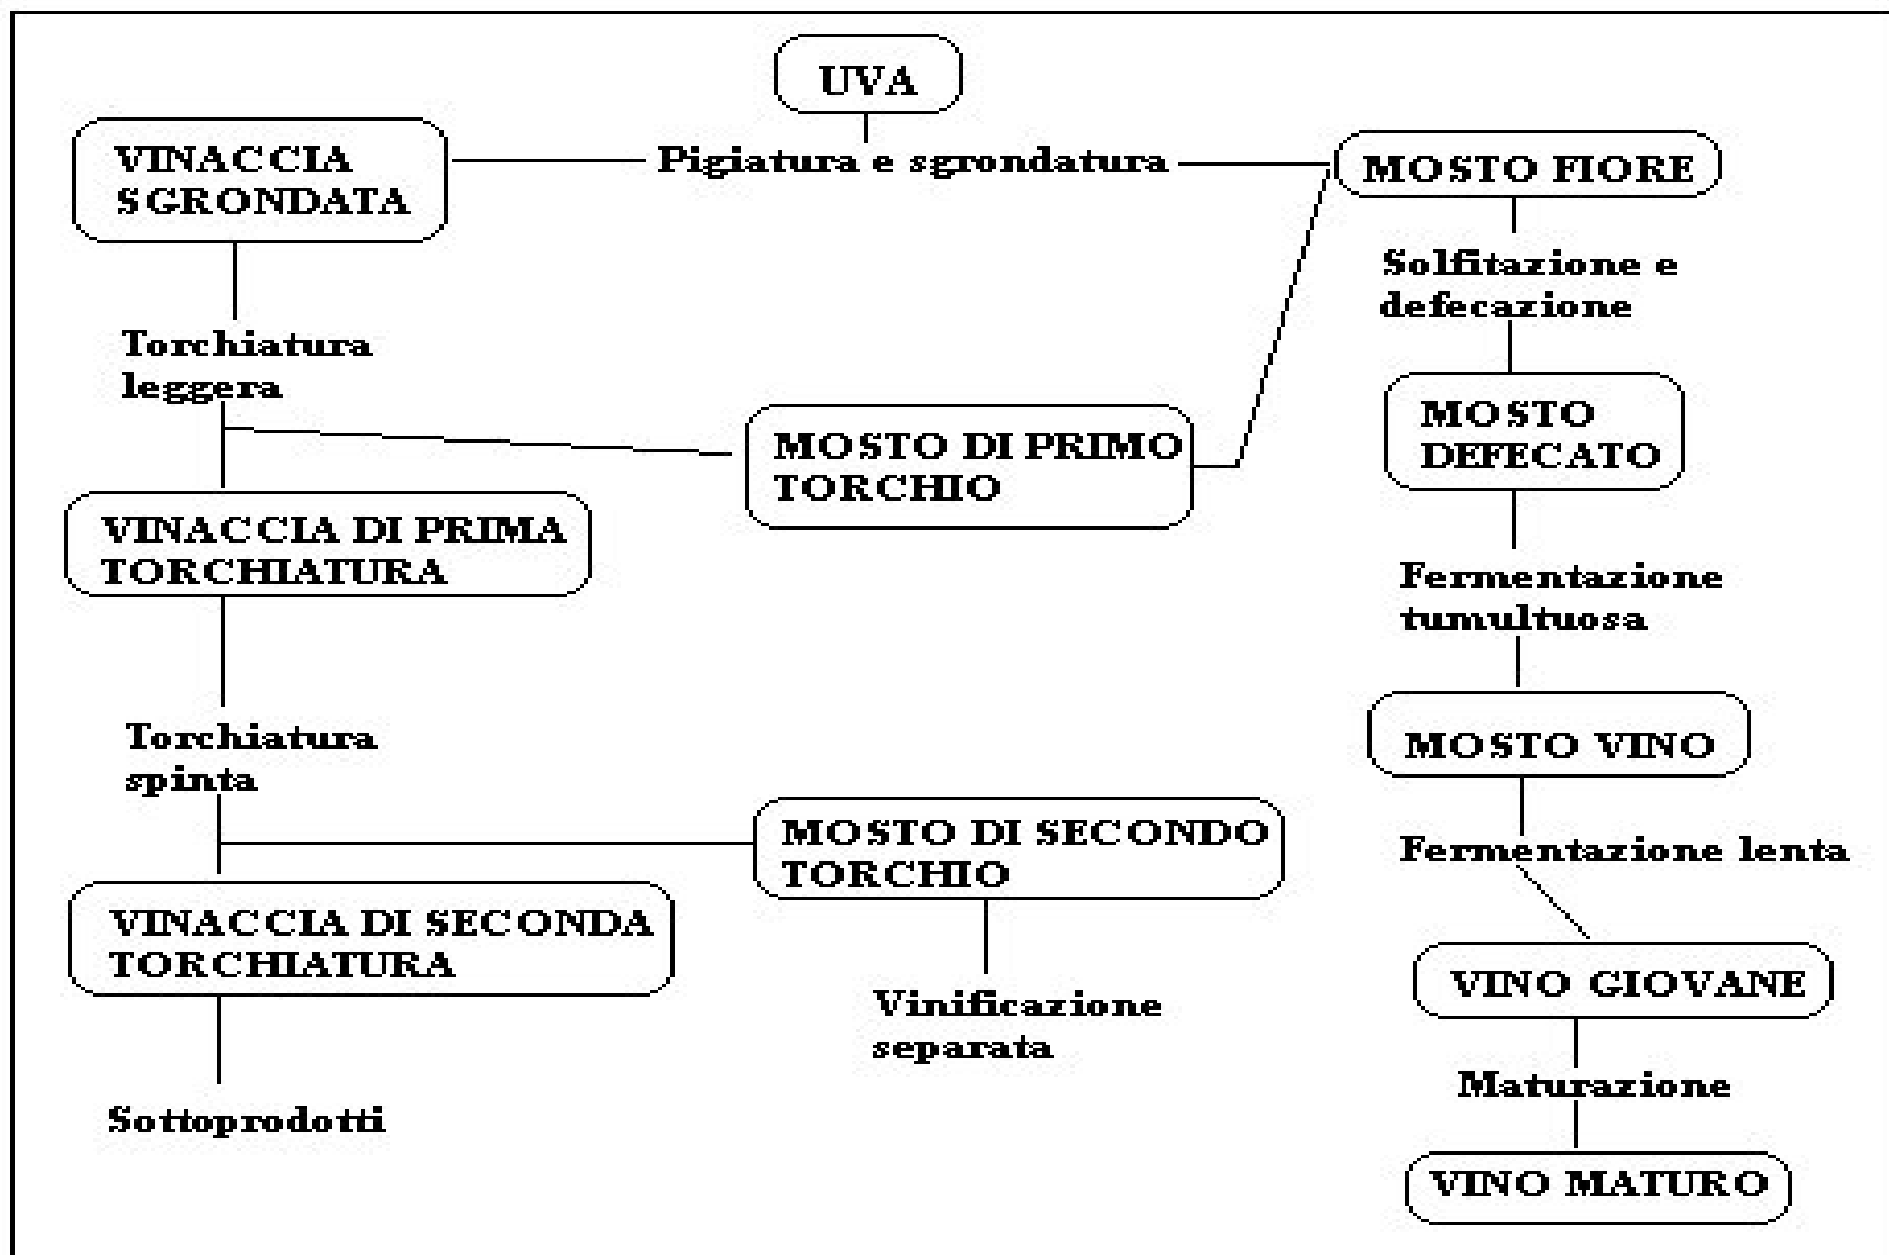 UVA
VINACCIA
SGRONDATA
Pigiatura e sgrondatura
MOSTO FIORE
Solfitazione e
defecazione
Torchiatura
leggera
MOSTO DI PRIMO
TORCHIO
MOSTO
DEFECATO
VINACCIA DI PRIMA
TORCHIATURA
Fermentazione
tumultuosa
Torchiatura
spinta
MOSTO VINO
MOSTO DI SECONDO
TORCHIO
Fermentazione lenta
VINACCIA DI SECONDA
TORCHIATURA
VINO GIOVANE
Vinificazione
separata
Maturazione
Sottoprodotti
VINO MATURO